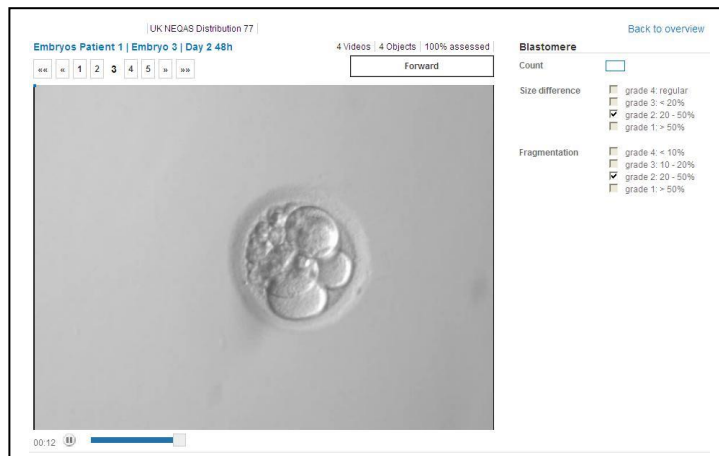 UK NEQAS Distribution 77
Back to overview
Embryos Patient 1 | Embryo 3 | Day 2 48h
4 Videos | 4 Objects | 100% assessed
«« « 1 2 3 4 5 » »»
Forward
Blastomere
Count
Size difference
grade 4: regular
grade 3: < 20%
grade 2: 20 - 50%
grade 1: > 50%
Fragmentation
grade 4: < 10%
grade 3: 10 - 20%
grade 2: 20 - 50%
grade 1: > 50%
00:12